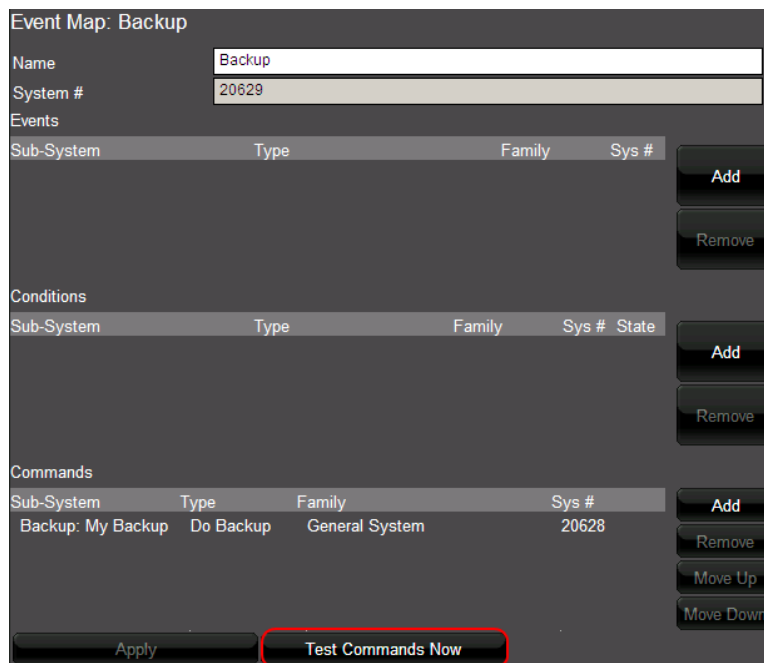 Event Map: Backup
Name Backup
System # 20629
Events
Sub-System Type Family Sys #
Add
Remove
Conditions
Sub-System Type Family Sys # State
Add
Remove
Commands
Sub-System Type Family Sys #
Add
Backup: My Backup Do Backup General System 20628
Remove
Move Up
Move Down
Apply Test Commands Now